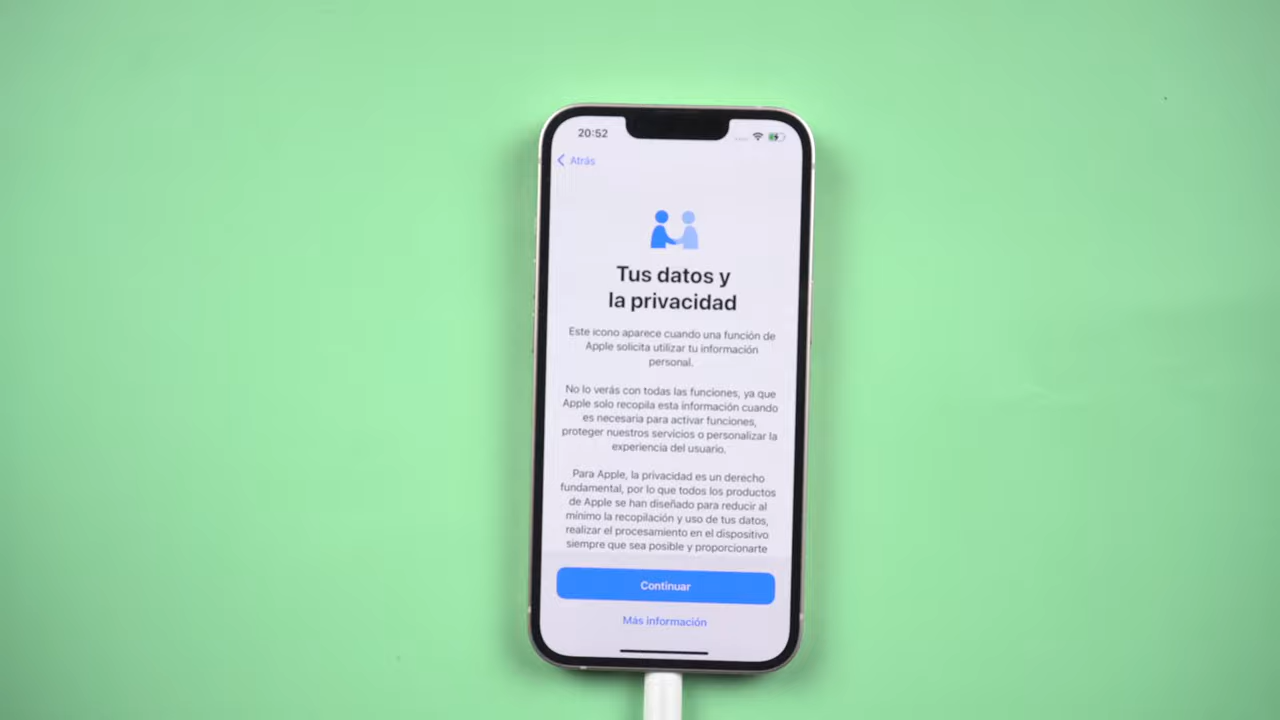 20:52
Atrás
Tus datos y
la privacidad
Este icono aparece cuando una función de
Apple solicita utilizar tu información
personal.
No lo verás con todas las funciones, ya que
Apple solo recopila esta información cuando
es necesaria para activar funciones,
proteger nuestros servicios o personalizar la
experiencia del usuario.
Para Apple, la privacidad es un derecho
fundamental, por lo que todos los productos
de Apple se han diseñado para reducir al
mínimo la recopilación y uso de tus datos,
realizar el procesamiento en el dispositivo
siempre que sea posible y proporcionarte
Continuar
Más información